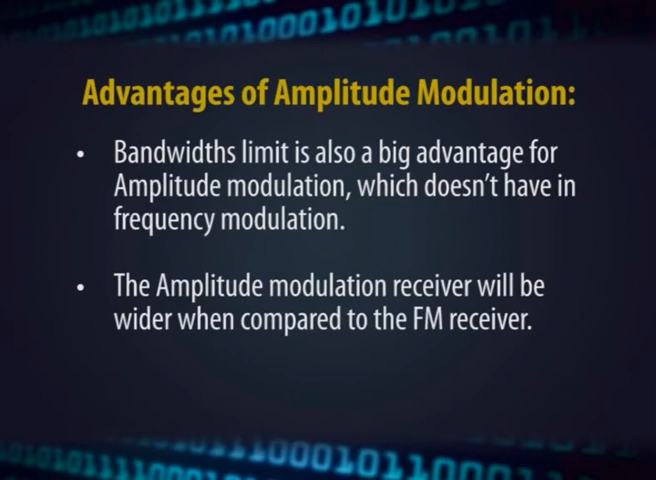 1010001010101
Advantages of Amplitude Modulation:
• Bandwidths limit is also a big advantage for
Amplitude modulation, which doesn't have in
frequency modulation.
• The Amplitude modulation receiver will be
wider when compared to the FM receiver.